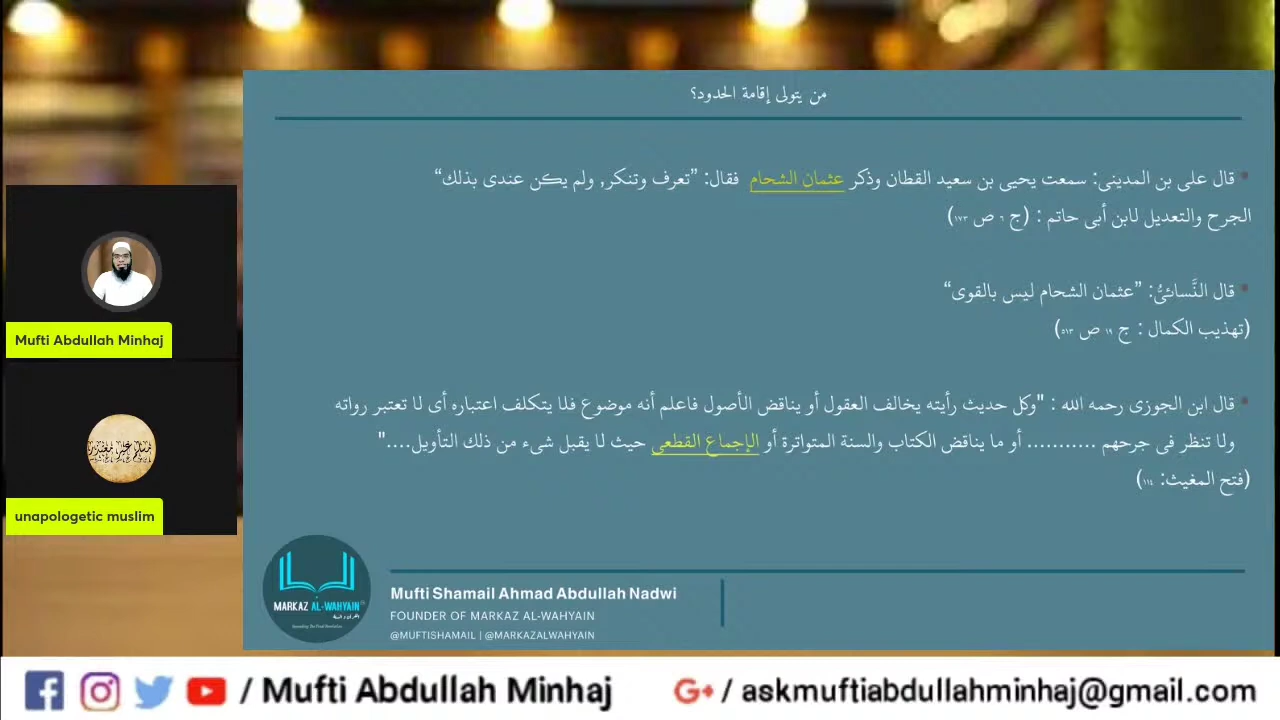 من يتولى إقامة الحدود؟
قال على بن المدينى: سمعت يحيى بن سعيد القطان وذكر عثمان الشحام فقال: ”تعرف وتنكر, ولم يكن عندى بذلك“
الجرح والتعديل لابن أبى حاتم : (ج ٦ ص ١٧٣)
قال النَّسائىُّ: ”عثمان الشحام ليس بالقوى“
(تهذيب الكمال : ج ١٩ ص ٥١٣)
قال ابن الجوزى رحمه الله : "وكل حديث رأيته يخالف العقول أو يناقض الأصول فاعلم أنه موضوع فلا يتكلف اعتباره أى لا تعتبر رواته
ولا تنظر فى جرحهم ........... أو ما يناقض الكتاب والسنة المتواترة أو الإجماع القطعى حيث لا يقبل شىء من ذلك التأويل...."
(فتح المغيث: ١١٤)
Mufti Abdullah Minhaj
unapologetic muslim
MARKAZ AL-WAHYAIN
Mufti Shamail Ahmad Abdullah Nadwi
FOUNDER OF MARKAZ AL-WAHYAIN
@MUFTISHAMAIL | @MARKAZALWAHYAIN
/ Mufti Abdullah Minhaj
G+ / askmuftiabdullahminhaj@gmail.com